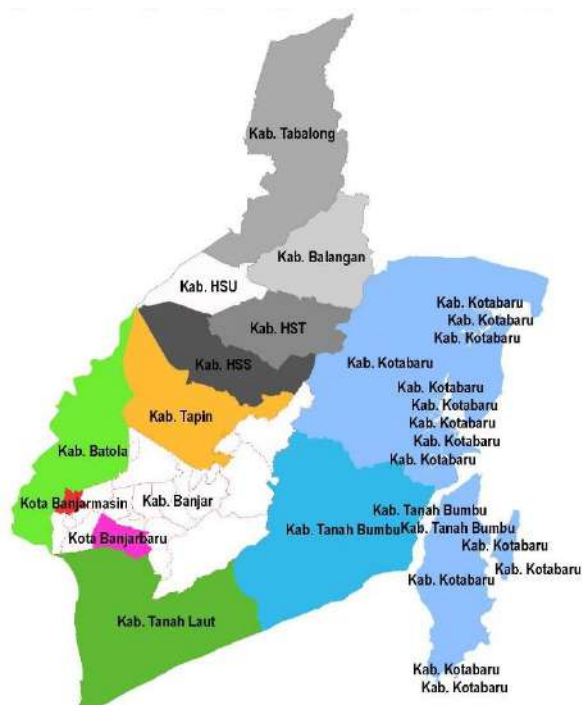 Kab. Tabalong
Kab. Balangan
Kab. HSU
Kab. Kotabaru
Kab. Kotabaru
Kab. HST
Kab. Kotabaru
Kab. HSS
Kab. Kotabaru
Kab. Kotabaru
Kab. Kotabaru
Kab. Tapin
Kab. Kotabaru
Kab. Kotabaru
Kab. Batola
Kab. Kotabaru
Kota Banjarmasin
Kab. Banjar
Kab. Tanah Bumbu
Kab. Tanah Bumbu
Kab. Tanah Bumbu
Kota Banjarbaru
Kab. Kotabaru
Kab. Kotabaru
Kab. Kotabaru
Kab. Tanah Laut
Kab. Kotabaru
Kab. Kotabaru